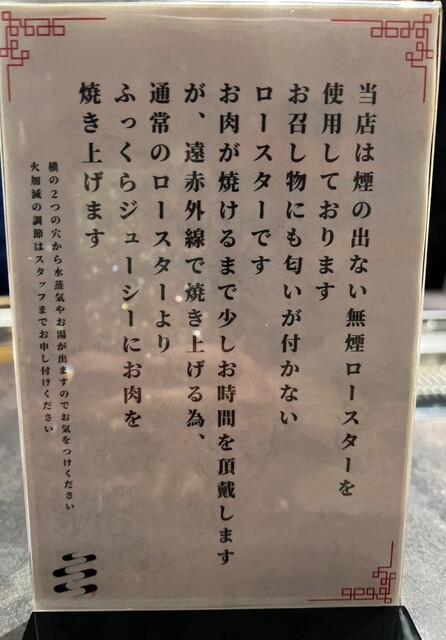 当店は煙の出ない無煙ロースターを
使用しております
お召し物にも匂いが付かない
ロースターです
お肉が焼けるまで少しお時間を頂戴します
が、遠赤外線で焼き上げる為、
通常のロースターより
ふっくらジューシーにお肉を
焼き上げます
横の２つの穴から水蒸気やお湯が出ますのでお気をつけください
火加減の調節はスタッフまでお申し付けください